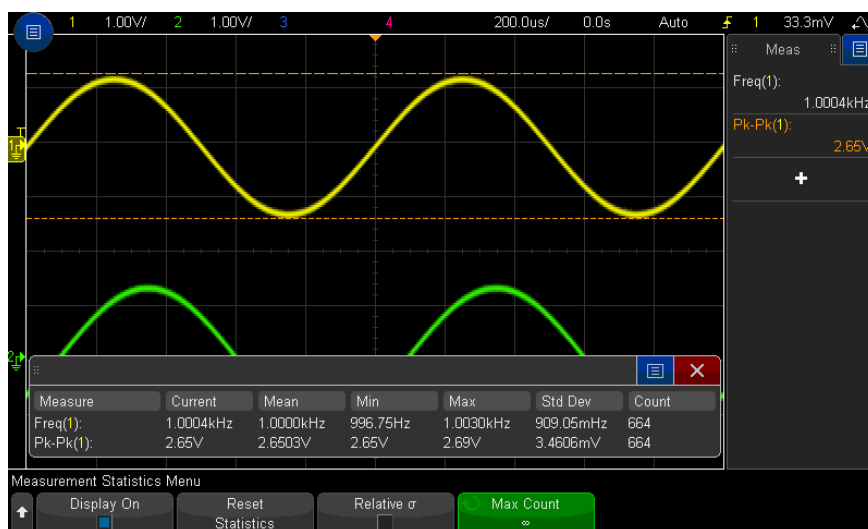 1 1.00V/ 2 1.00V/ 3 4 200.0us/ 0.0s Auto 1 33.3mV
Meas
Freq(1):
1.0004kHz
Pk-Pk(1):
2.65V
+
T
1
2
Measure Current Mean Min Max Std Dev Count
Freq(1): 1.0004kHz 1.0000kHz 996.75Hz 1.0030kHz 909.05mHz 664
Pk-Pk(1): 2.65V 2.6503V 2.65V 2.69V 3.4606mV 664
Measurement Statistics Menu
Display On Reset Relative σ Max Count
Statistics ∞